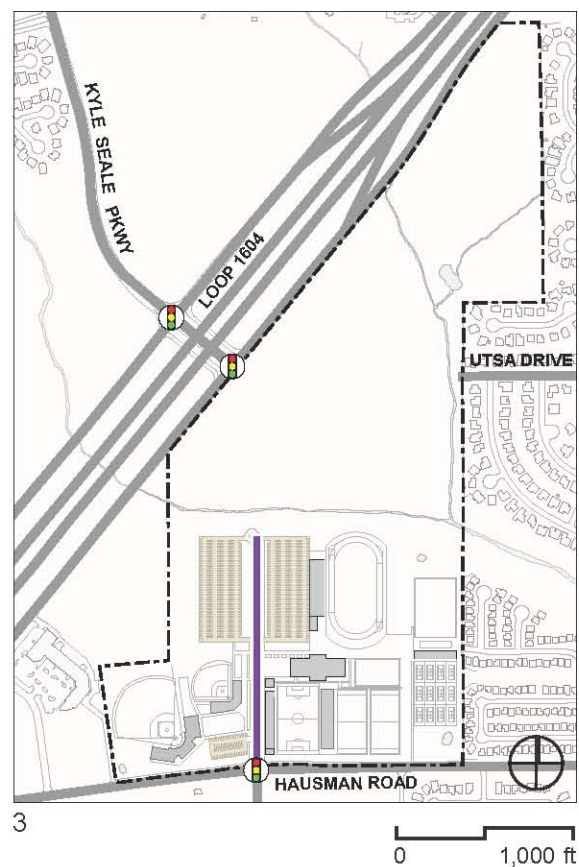 KYLE SEALE PKWY
LOOP 1604
UTSA DRIVE
HAUSMAN ROAD
3
0 1,000 ft